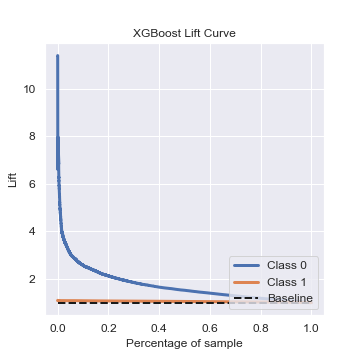 XGBoost Lift Curve
Lift
10
8
6
4
2
0.0 0.2 0.4 0.6 0.8 1.0
Percentage of sample
Class 0
Class 1
Baseline